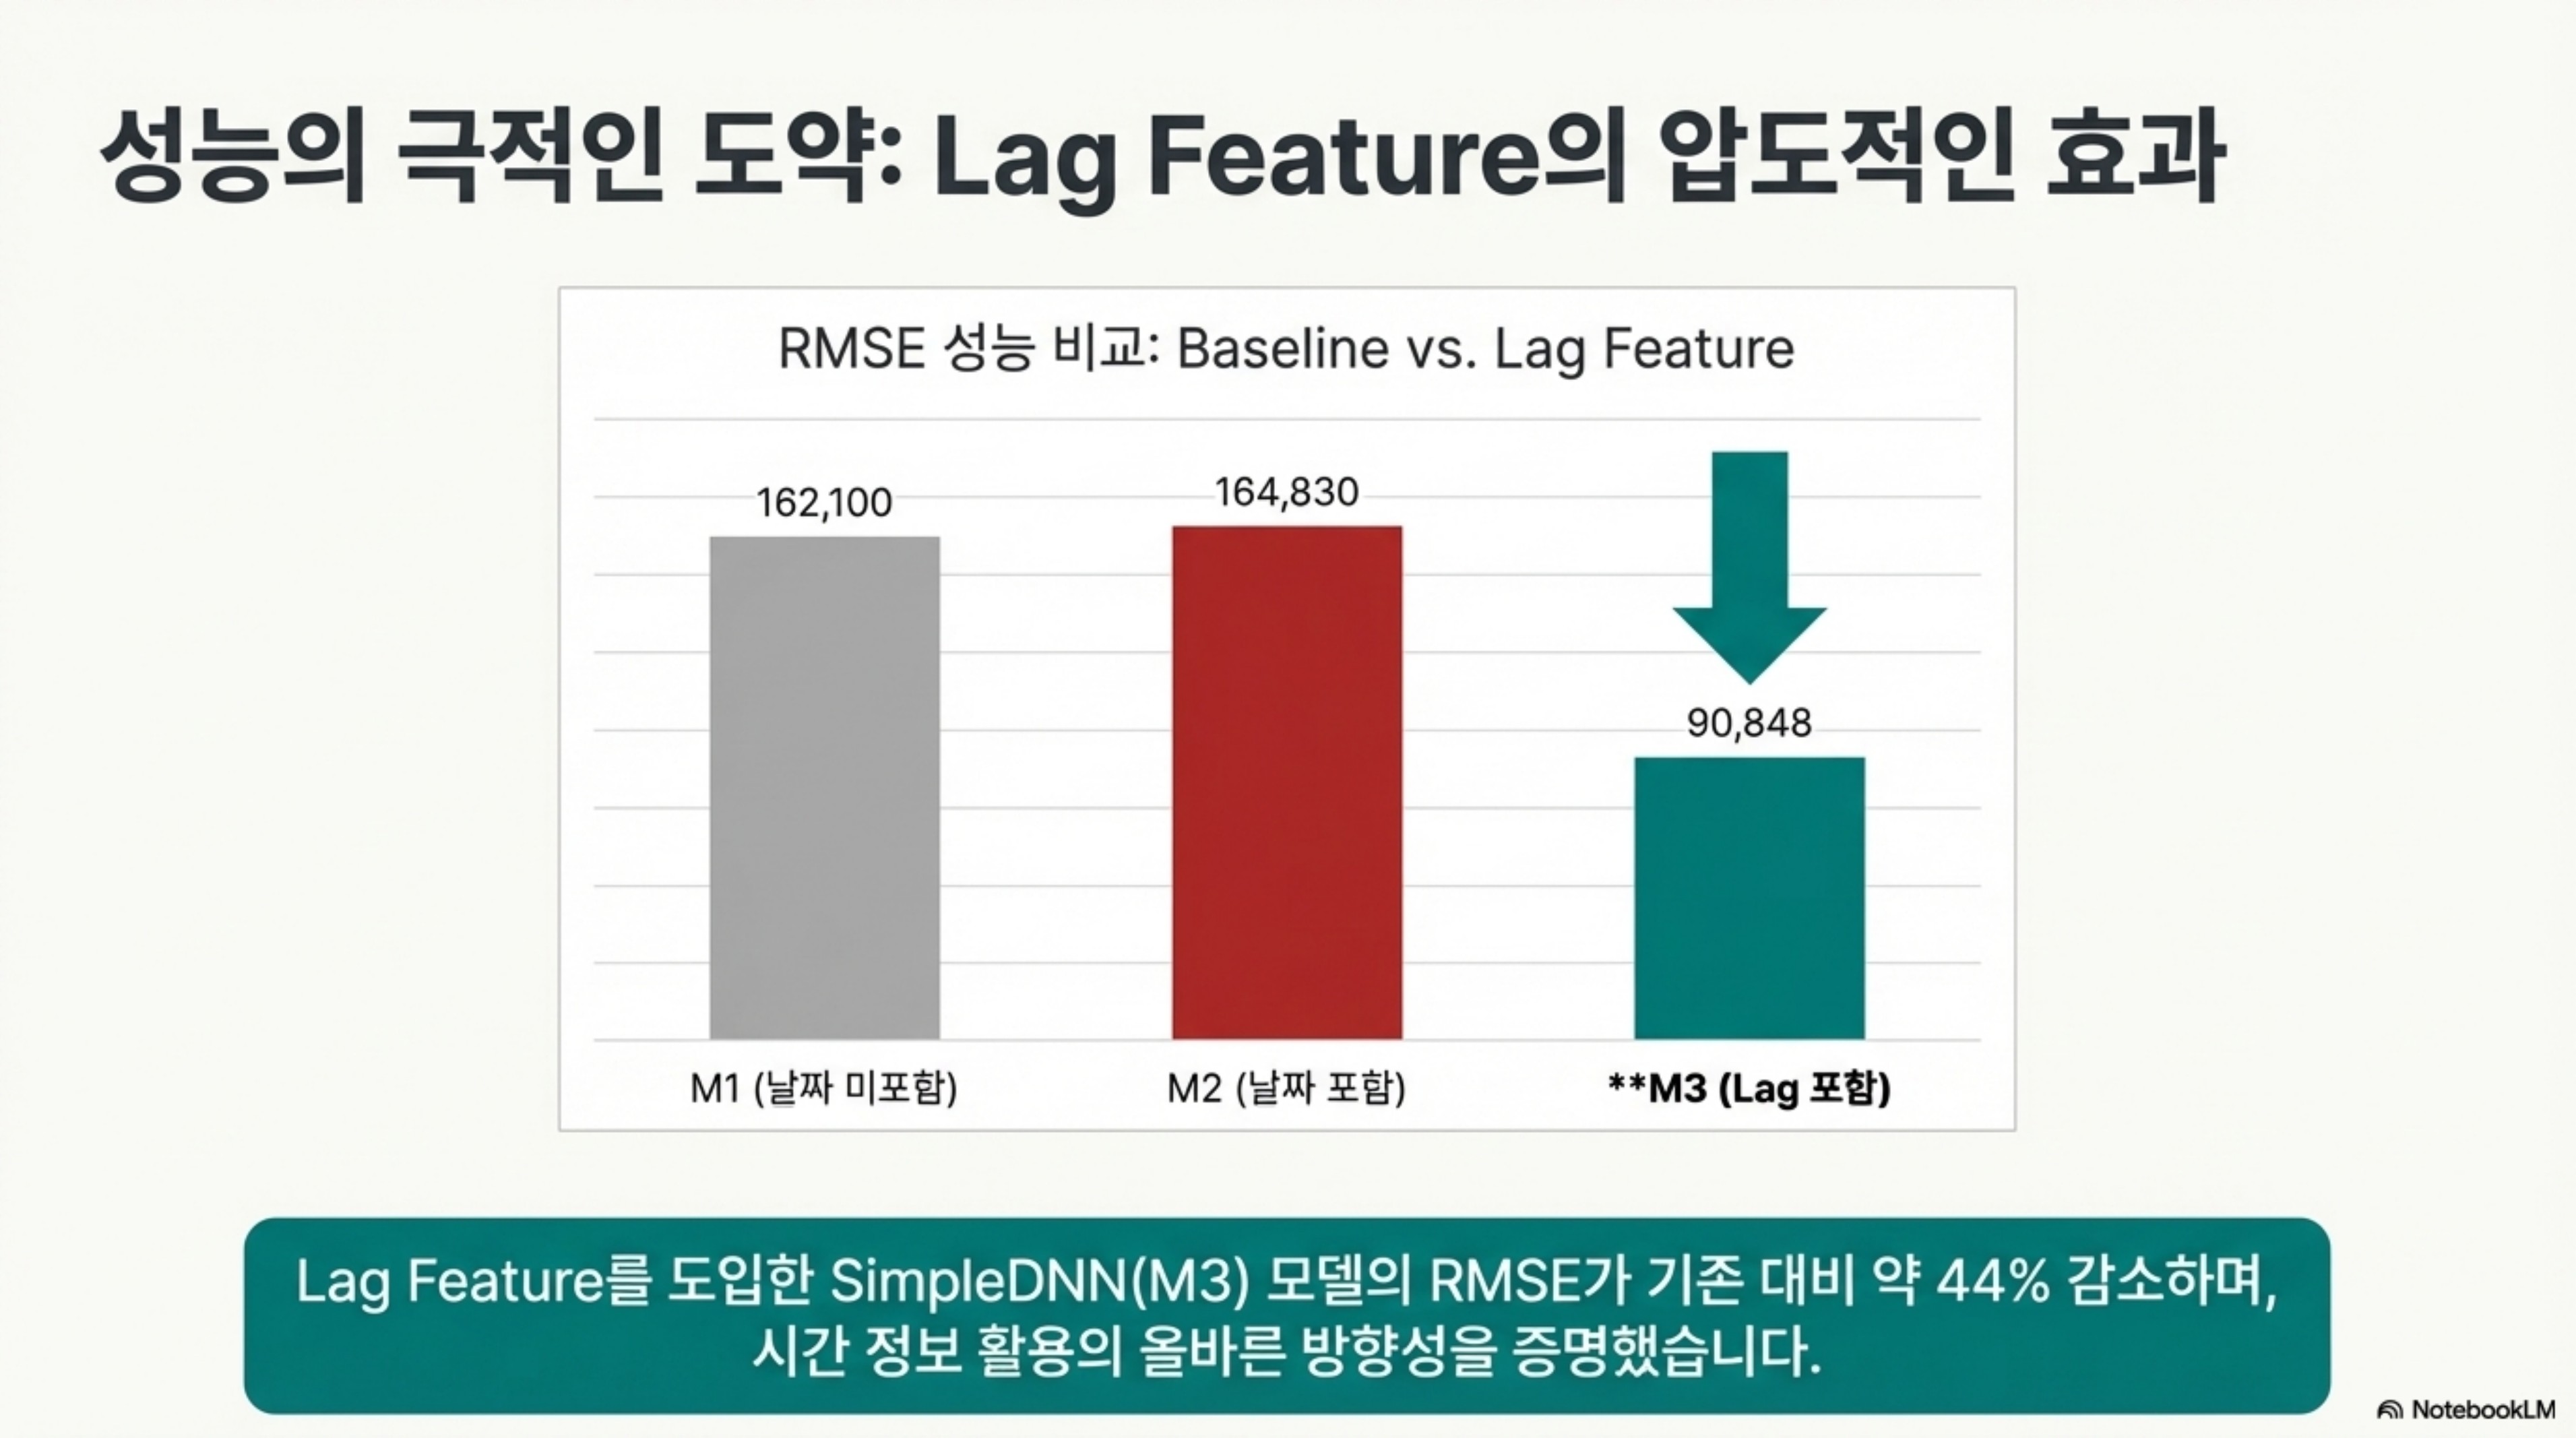 성능의 극적인 도약: Lag Feature의 압도적인 효과
RMSE 성능 비교: Baseline vs. Lag Feature
162,100
164,830
90,848
M1 (날짜 미포함)
M2 (날짜 포함)
**M3 (Lag 포함)
Lag Feature를 도입한 SimpleDNN(M3) 모델의 RMSE가 기존 대비 약 44% 감소하며,
시간 정보 활용의 올바른 방향성을 증명했습니다.
NotebookLM